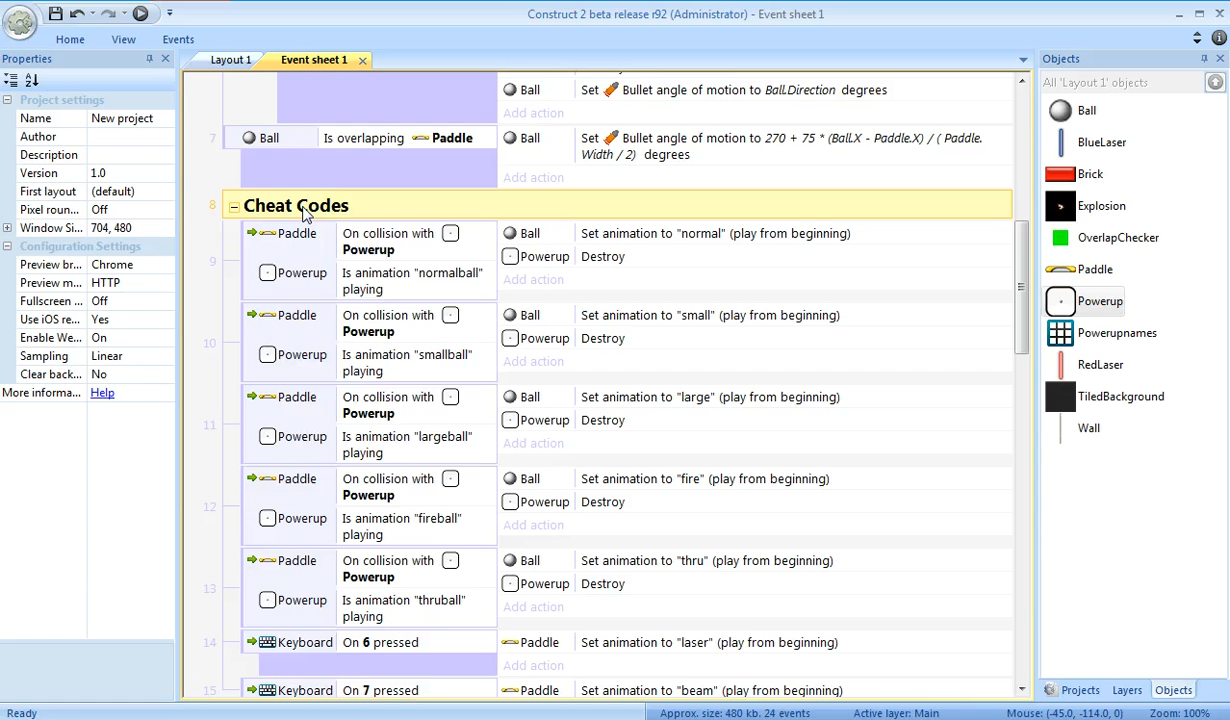 Construct 2 beta release r92 (Administrator) - Event sheet 1
Home View Events
Properties
Project settings
Name New project
Author
Description
Version 1.0
First layout (default)
Pixel roun... Off
Window Si... 704, 480
Configuration Settings
Preview br... Chrome
Preview m... HTTP
Fullscreen ... Off
Use iOS re... Yes
Enable We... On
Sampling Linear
Clear back... No
More informa... Help
Layout 1 Event sheet 1
Ball Set Bullet angle of motion to Ball.Direction degrees
Add action
7 Ball Is overlapping Paddle Ball Set Bullet angle of motion to 270 + 75 * (Ball.X - Paddle.X) / ( Paddle.
Width / 2) degrees
Add action
8 Cheat Codes
9 Paddle On collision with Powerup
Powerup Is animation "normalball" playing
Ball Set animation to "normal" (play from beginning)
Powerup Destroy
Add action
10 Paddle On collision with Powerup
Powerup Is animation "smallball" playing
Ball Set animation to "small" (play from beginning)
Powerup Destroy
Add action
11 Paddle On collision with Powerup
Powerup Is animation "largeball" playing
Ball Set animation to "large" (play from beginning)
Powerup Destroy
Add action
12 Paddle On collision with Powerup
Powerup Is animation "fireball" playing
Ball Set animation to "fire" (play from beginning)
Powerup Destroy
Add action
13 Paddle On collision with Powerup
Powerup Is animation "thruball" playing
Ball Set animation to "thru" (play from beginning)
Powerup Destroy
Add action
14 Keyboard On 6 pressed Paddle Set animation to "laser" (play from beginning)
Add action
15 Keyboard On 7 pressed Paddle Set animation to "beam" (play from beginning)
Objects
All 'Layout 1' objects
Ball
BlueLaser
Brick
Explosion
OverlapChecker
Paddle
Powerup
Powerupnames
RedLaser
TiledBackground
Wall
Projects Layers Objects
Ready Approx. size: 480 kb. 24 events Active layer: Main Mouse: (-45.0, -114.0, 0) Zoom: 100%